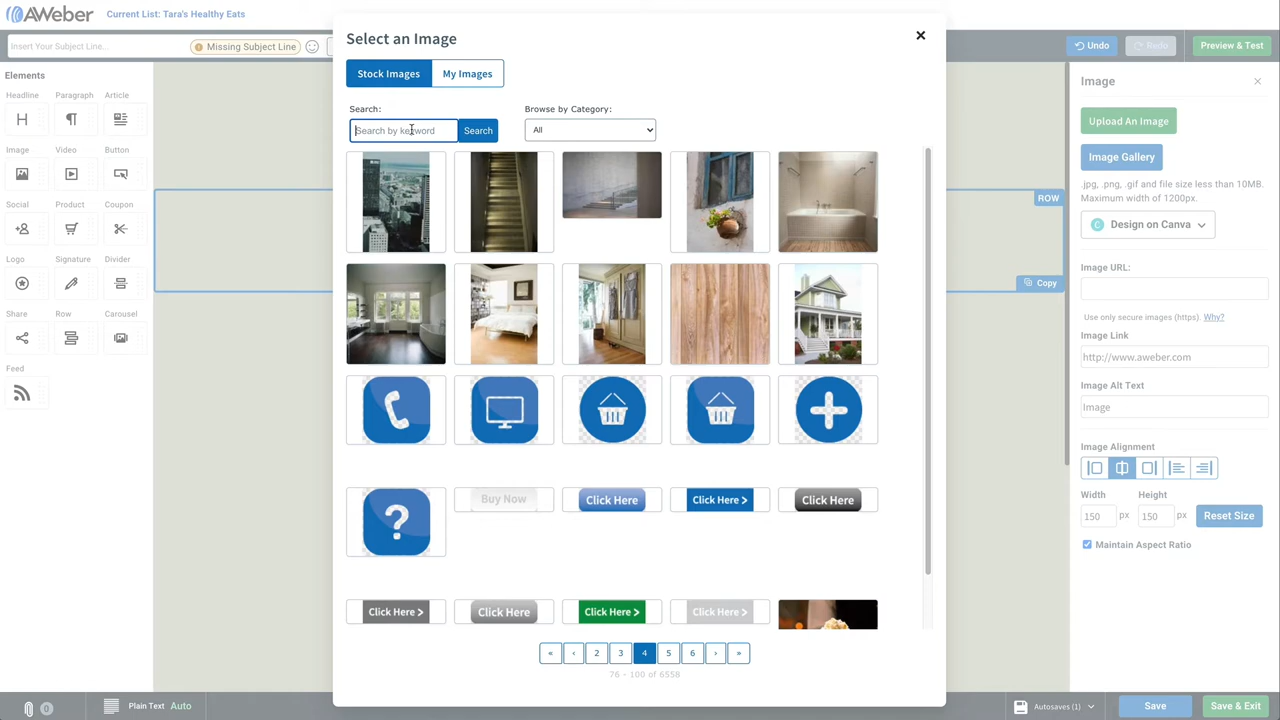 AWeber
Current List: Tara's Healthy Eats
Insert Your Subject Line...
Missing Subject Line
Undo
Redo
Preview & Test
Elements
Headline
Paragraph
Article
Image
Video
Button
Social
Product
Coupon
Logo
Signature
Divider
Share
Row
Carousel
Feed
Select an Image
Stock Images
My Images
Search:
Search by keyword
Search
Browse by Category:
All
Buy Now
Click Here
Click Here >
Click Here
Click Here >
Click Here
Click Here >
Click Here >
« ‹ 2 3 4 5 6 › »
76 - 100 of 6558
ROW
Copy
Image
Upload An Image
Image Gallery
.jpg, .png, .gif and file size less than 10MB.
Maximum width of 1200px.
Design on Canva
Image URL:
Use only secure images (https). Why?
Image Link
http://www.aweber.com
Image Alt Text
Image
Image Alignment
Width
Height
150 px
150 px
Reset Size
Maintain Aspect Ratio
0
Plain Text Auto
Autosaves (1)
Save
Save & Exit